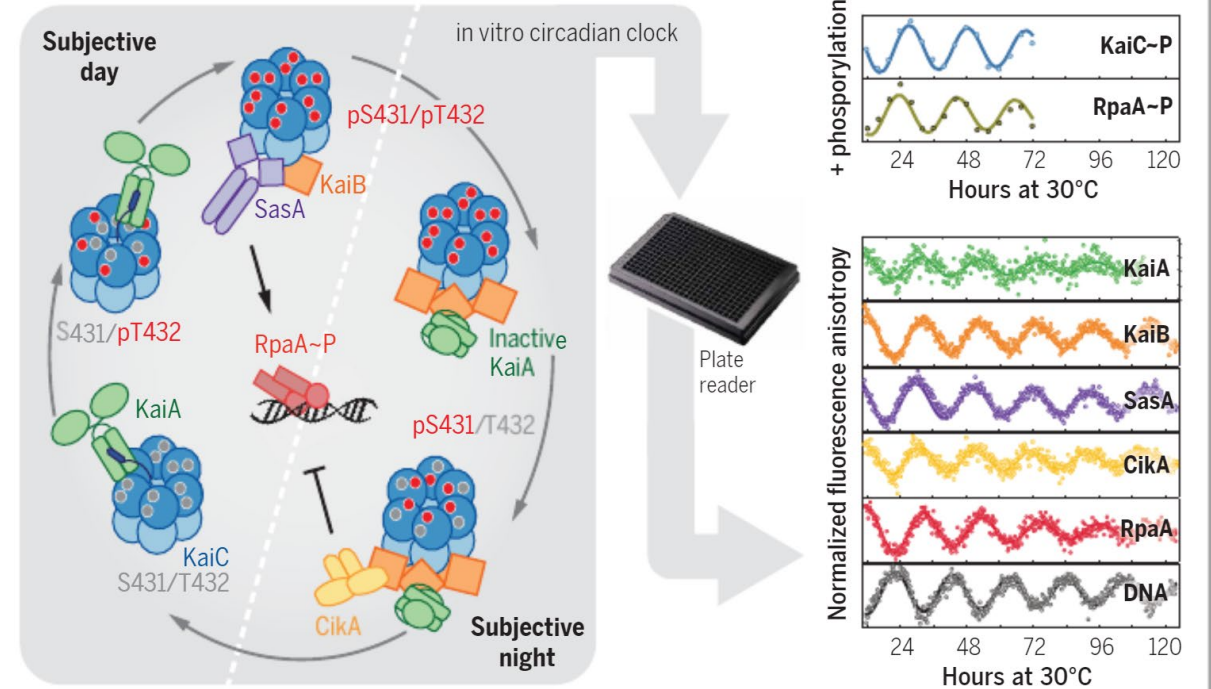 Subjective
day
in vitro circadian clock
pS431/pT432
KaiB
SasA
S431/pT432
RpaA~P
Inactive
KaiA
KaiA
pS431/T432
KaiC
S431/T432
CikA
Subjective
night
Plate
reader
+ phosporylation
KaiC~P
RpaA~P
24 48 72 96 120
Hours at 30°C
Normalized fluorescence anisotropy
KaiA
KaiB
SasA
CikA
RpaA
DNA
24 48 72 96 120
Hours at 30°C